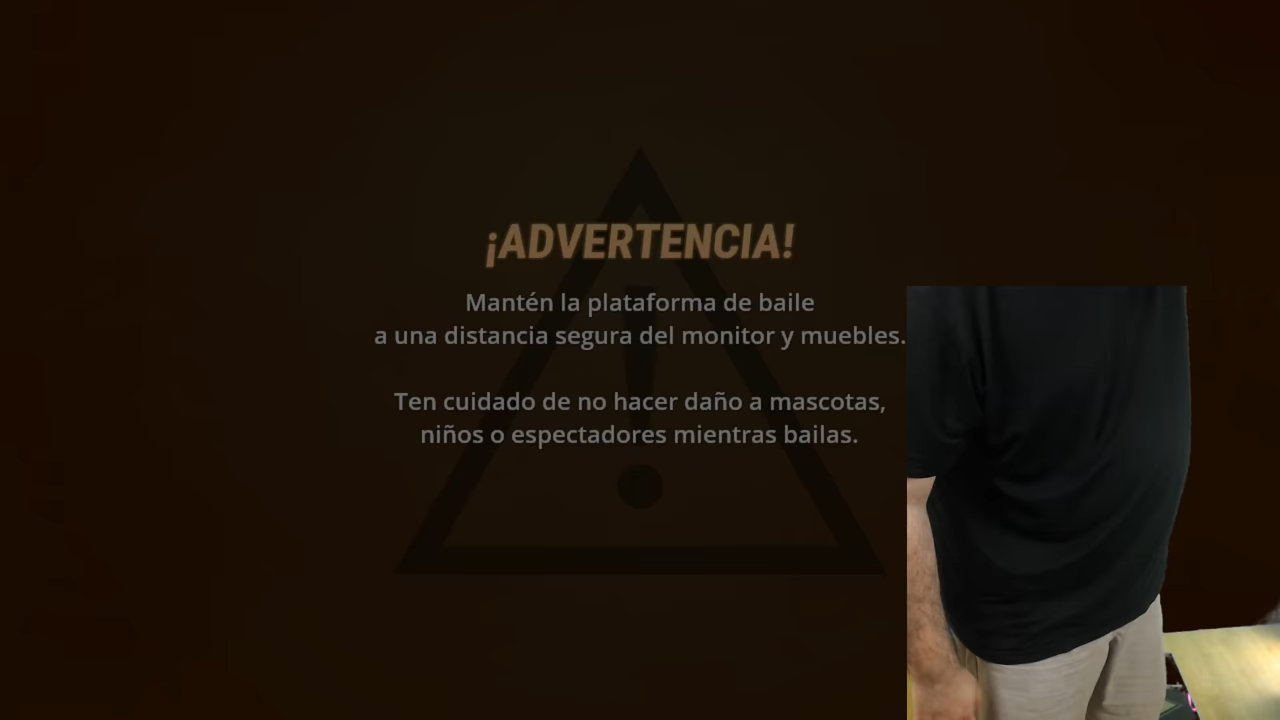 ¡ADVERTENCIA!
Mantén la plataforma de baile
a una distancia segura del monitor y muebles.
Ten cuidado de no hacer daño a mascotas,
niños o espectadores mientras bailas.